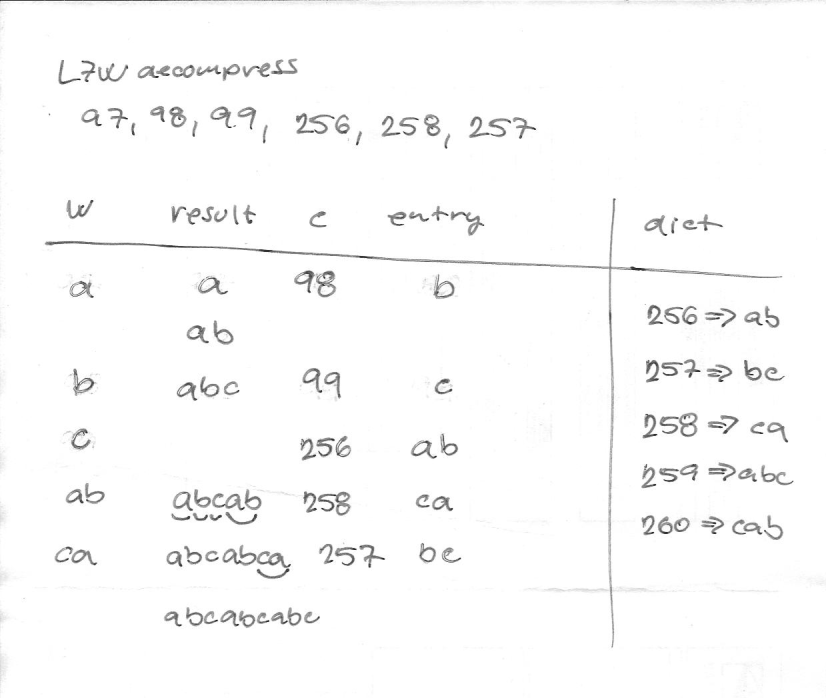 LZW decompress
97, 98, 99, 256, 258, 257
w result c entry dict
a a 98 b
256 => ab
ab
257 => bc
b abc 99 c
258 => ca
c 256 ab
259 => abc
ab abcab 258 ca
260 => cab
ca abcabca 257 bc
abcabcabc